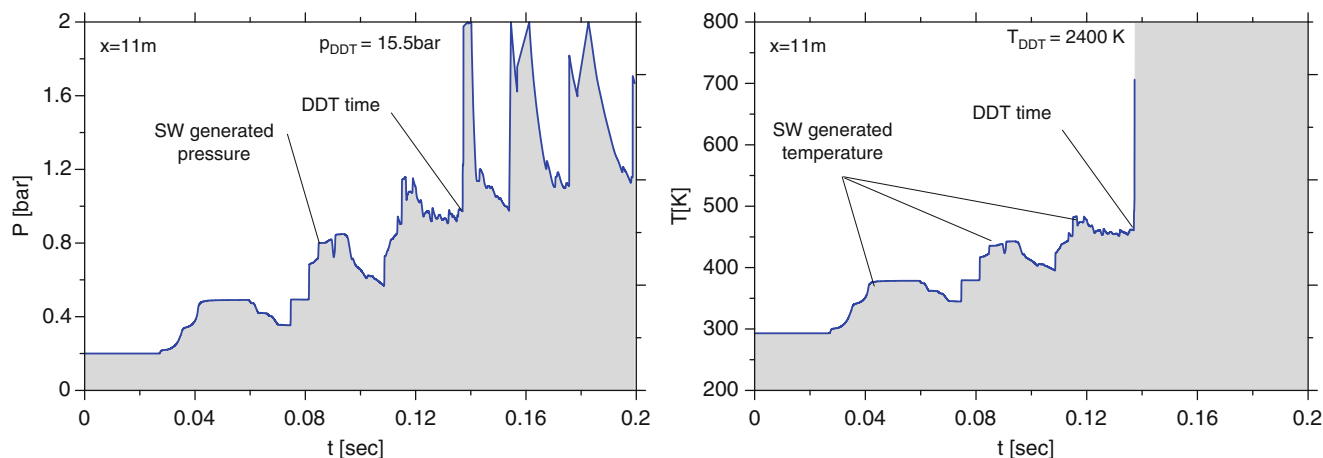 2
1.6
1.2
0.8
0.4
0
P [bar]
x=11m
pDDT = 15.5bar
DDT time
SW generated
pressure
0
0.04
0.08
0.12
0.16
0.2
t [sec]
800
700
600
500
400
300
200
T[K]
x=11m
TDDT = 2400 K
SW generated
temperature
DDT time
0
0.04
0.08
0.12
0.16
0.2
t [sec]